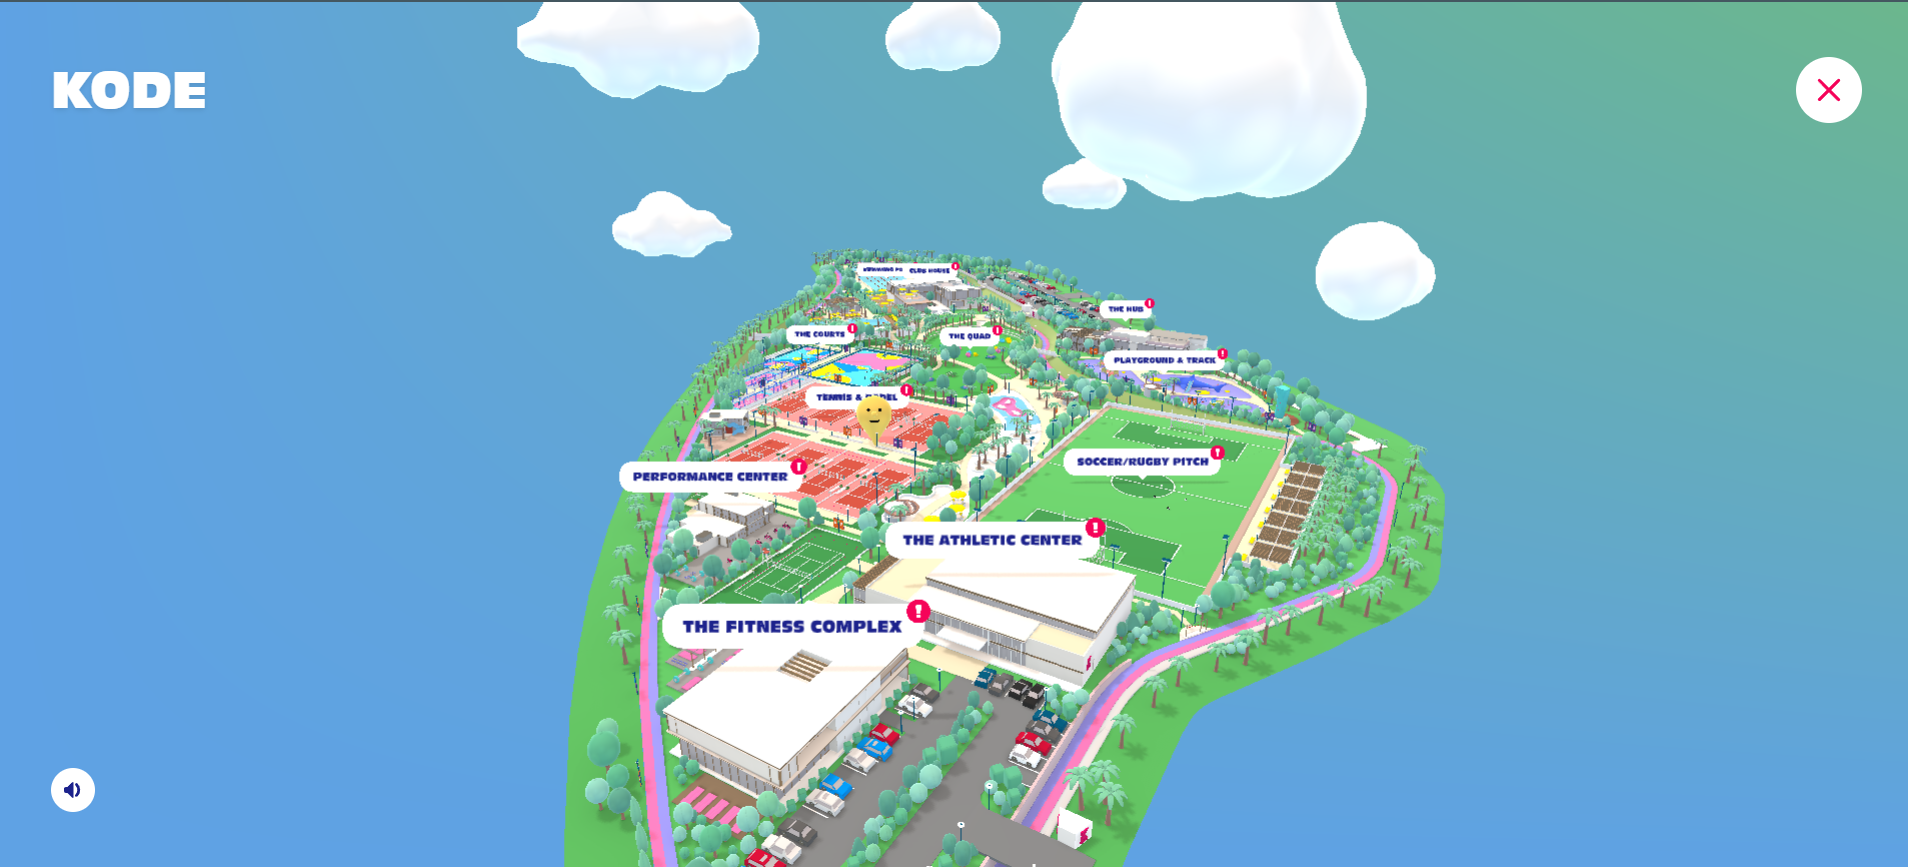 KODE
CLUB HOUSE
THE HUB
THE COURTS
THE QUAD
PLAYGROUND & TRACK
TENNIS &
SOCCER/RUGBY PITCH
PERFORMANCE CENTER
THE ATHLETIC CENTER
THE FITNESS COMPLEX